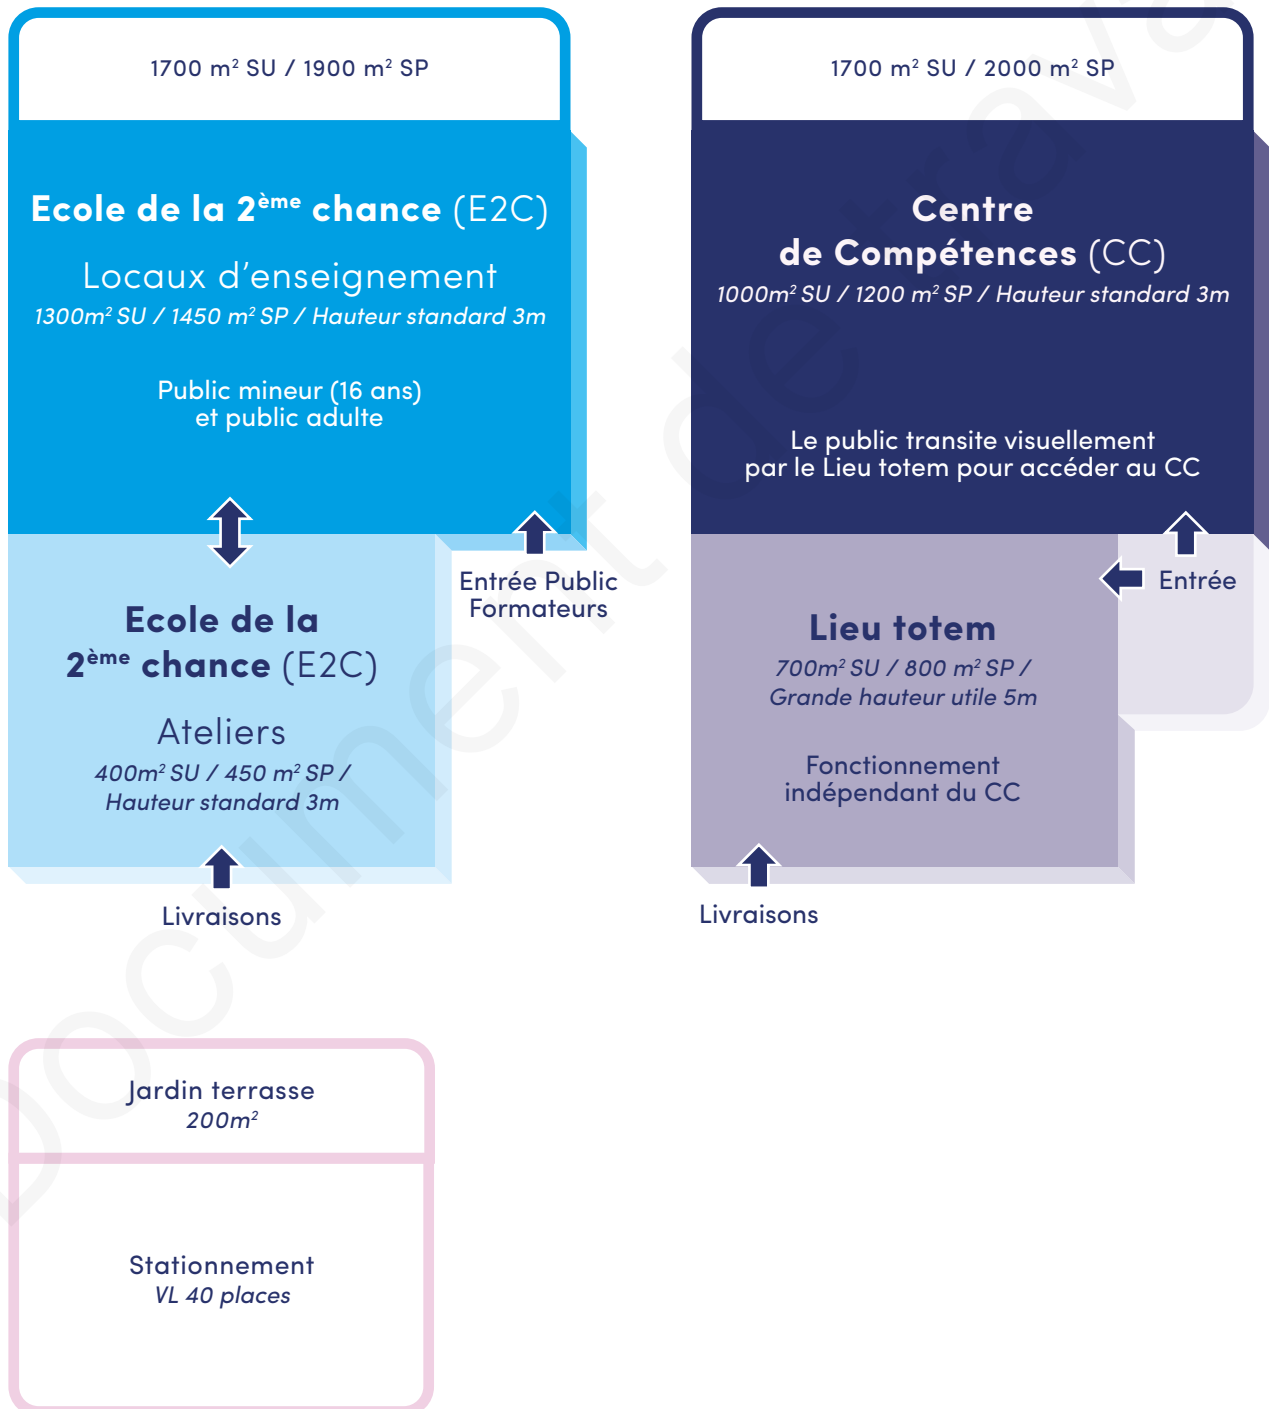 1700 m² SU / 1900 m² SP
Ecole de la 2ème chance (E2C)
Locaux d’enseignement
1300m² SU / 1450 m² SP / Hauteur standard 3m
Public mineur (16 ans)
et public adulte
Entrée Public
Formateurs
Ecole de la
2ème chance (E2C)
Ateliers
400m² SU / 450 m² SP /
Hauteur standard 3m
Livraisons
1700 m² SU / 2000 m² SP
Centre
de Compétences (CC)
1000m² SU / 1200 m² SP / Hauteur standard 3m
Le public transite visuellement
par le Lieu totem pour accéder au CC
Entrée
Lieu totem
700m² SU / 800 m² SP /
Grande hauteur utile 5m
Fonctionnement
indépendant du CC
Livraisons
Jardin terrasse
200m²
Stationnement
VL 40 places
Document de trava